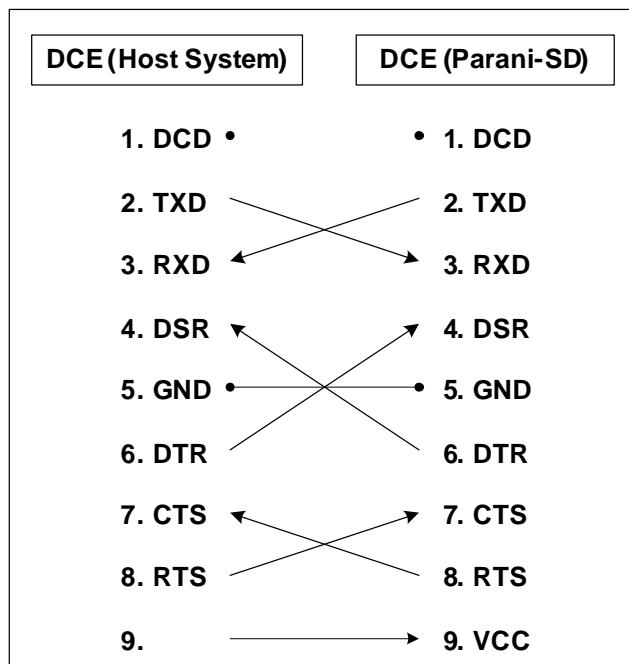 DCE (Host System) DCE (Parani-SD)
1. DCD 1. DCD
2. TXD 2. TXD
3. RXD 3. RXD
4. DSR 4. DSR
5. GND 5. GND
6. DTR 6. DTR
7. CTS 7. CTS
8. RTS 8. RTS
9. 9. VCC